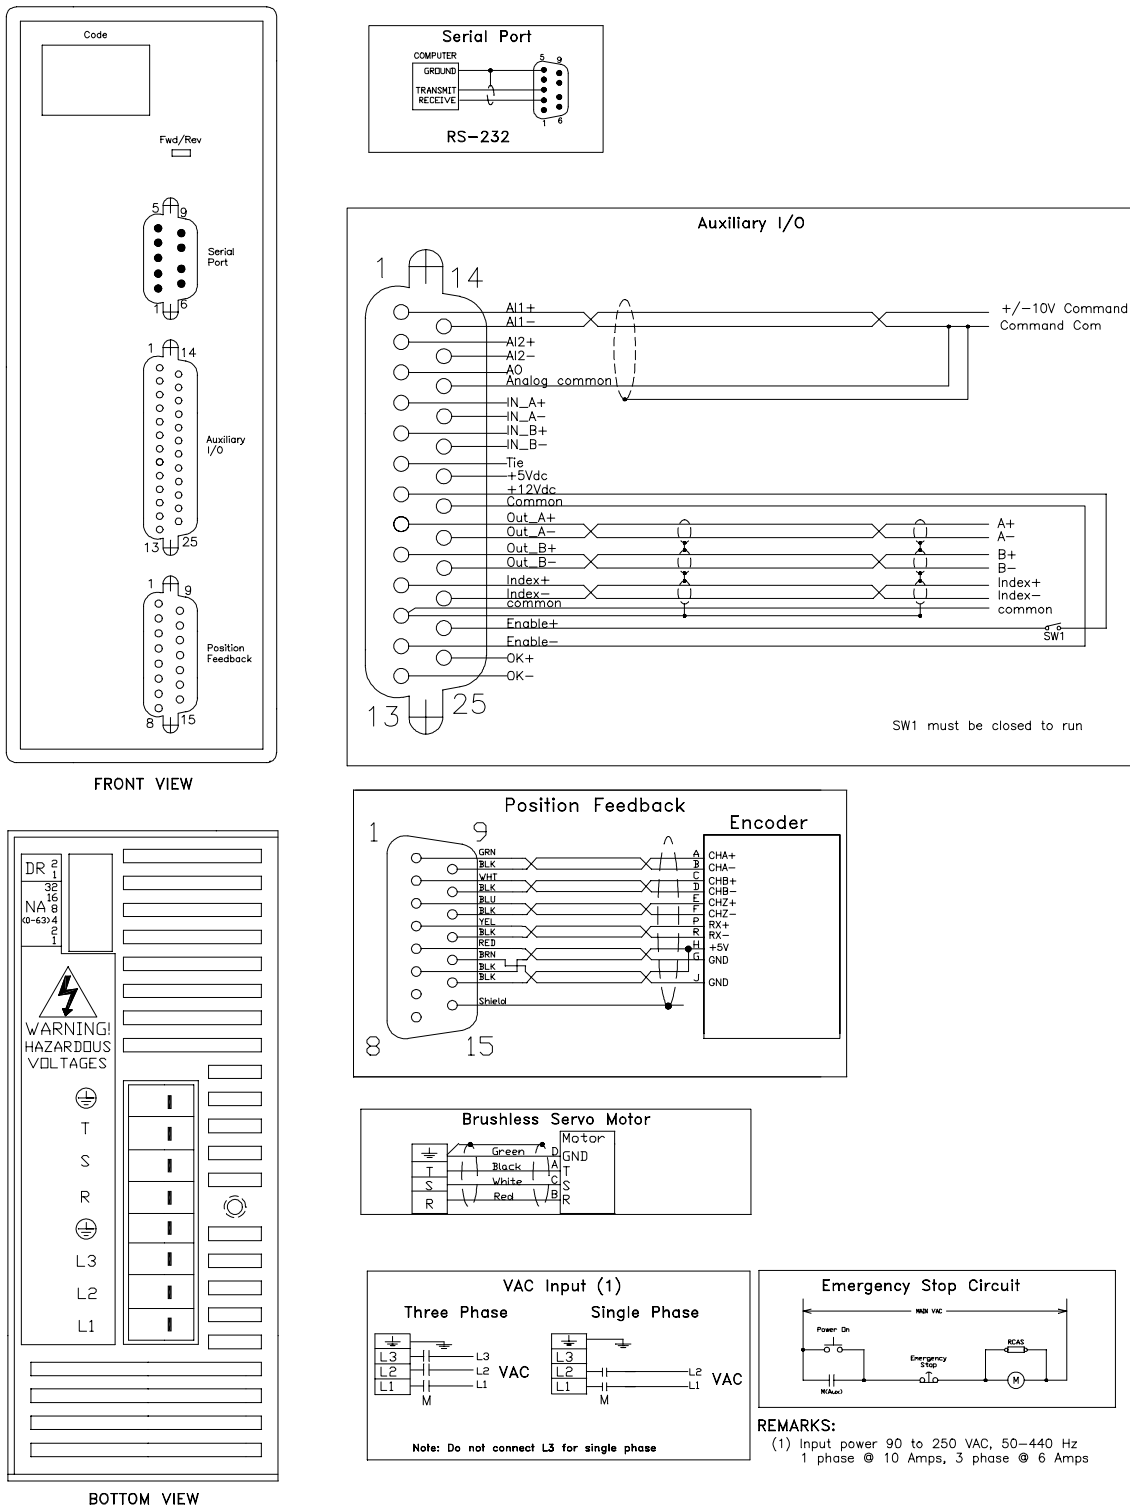 Code
Fwd/Rev
5 9
Serial
Port
1 6
1 14
Auxiliary
I/O
13 25
1 9
Position
Feedback
8 15
FRONT VIEW
Serial Port
COMPUTER
GROUND
TRANSMIT
RECEIVE
5 9
1 6
RS-232
Auxiliary I/O
1 14
AI1+
AI1-
AI2+
AI2-
AO
Analog common
IN_A+
IN_A-
IN_B+
IN_B-
Tie
+5Vdc
+12Vdc
Common
Out_A+
Out_A-
Out_B+
Out_B-
Index+
Index-
common
Enable+
Enable-
OK+
OK-
13 25
+/-10V Command
Command Com
A+
A-
B+
B-
Index+
Index-
common
SW1
SW1 must be closed to run
Position Feedback
Encoder
1 9
GRN A CHA+
BLK B CHA-
WHT C CHB+
BLK D CHB-
BLU E CHZ+
BLK F CHZ-
YEL P RX+
BLK R RX-
RED H +5V
BRN G GND
BLK
BLK J GND
Shield
8 15
DR 2
1
32
16
NA 8
(0-63) 4
2
1
WARNING!
HAZARDOUS
VOLTAGES
T
S
R
L3
L2
L1
BOTTOM VIEW
Brushless Servo Motor
Motor
Green D GND
T Black A T
S White C S
R Red B R
VAC Input (1)
Three Phase Single Phase
L3 L3
L2 L2 VAC
L1 L1
M
L3
L2 L2 VAC
L1 L1
M
Note: Do not connect L3 for single phase
Emergency Stop Circuit
MAIN VAC
Power On
RCAS
Emergency
Stop
M
M(Aux)
REMARKS:
(1) Input power 90 to 250 VAC, 50-440 Hz
1 phase @ 10 Amps, 3 phase @ 6 Amps